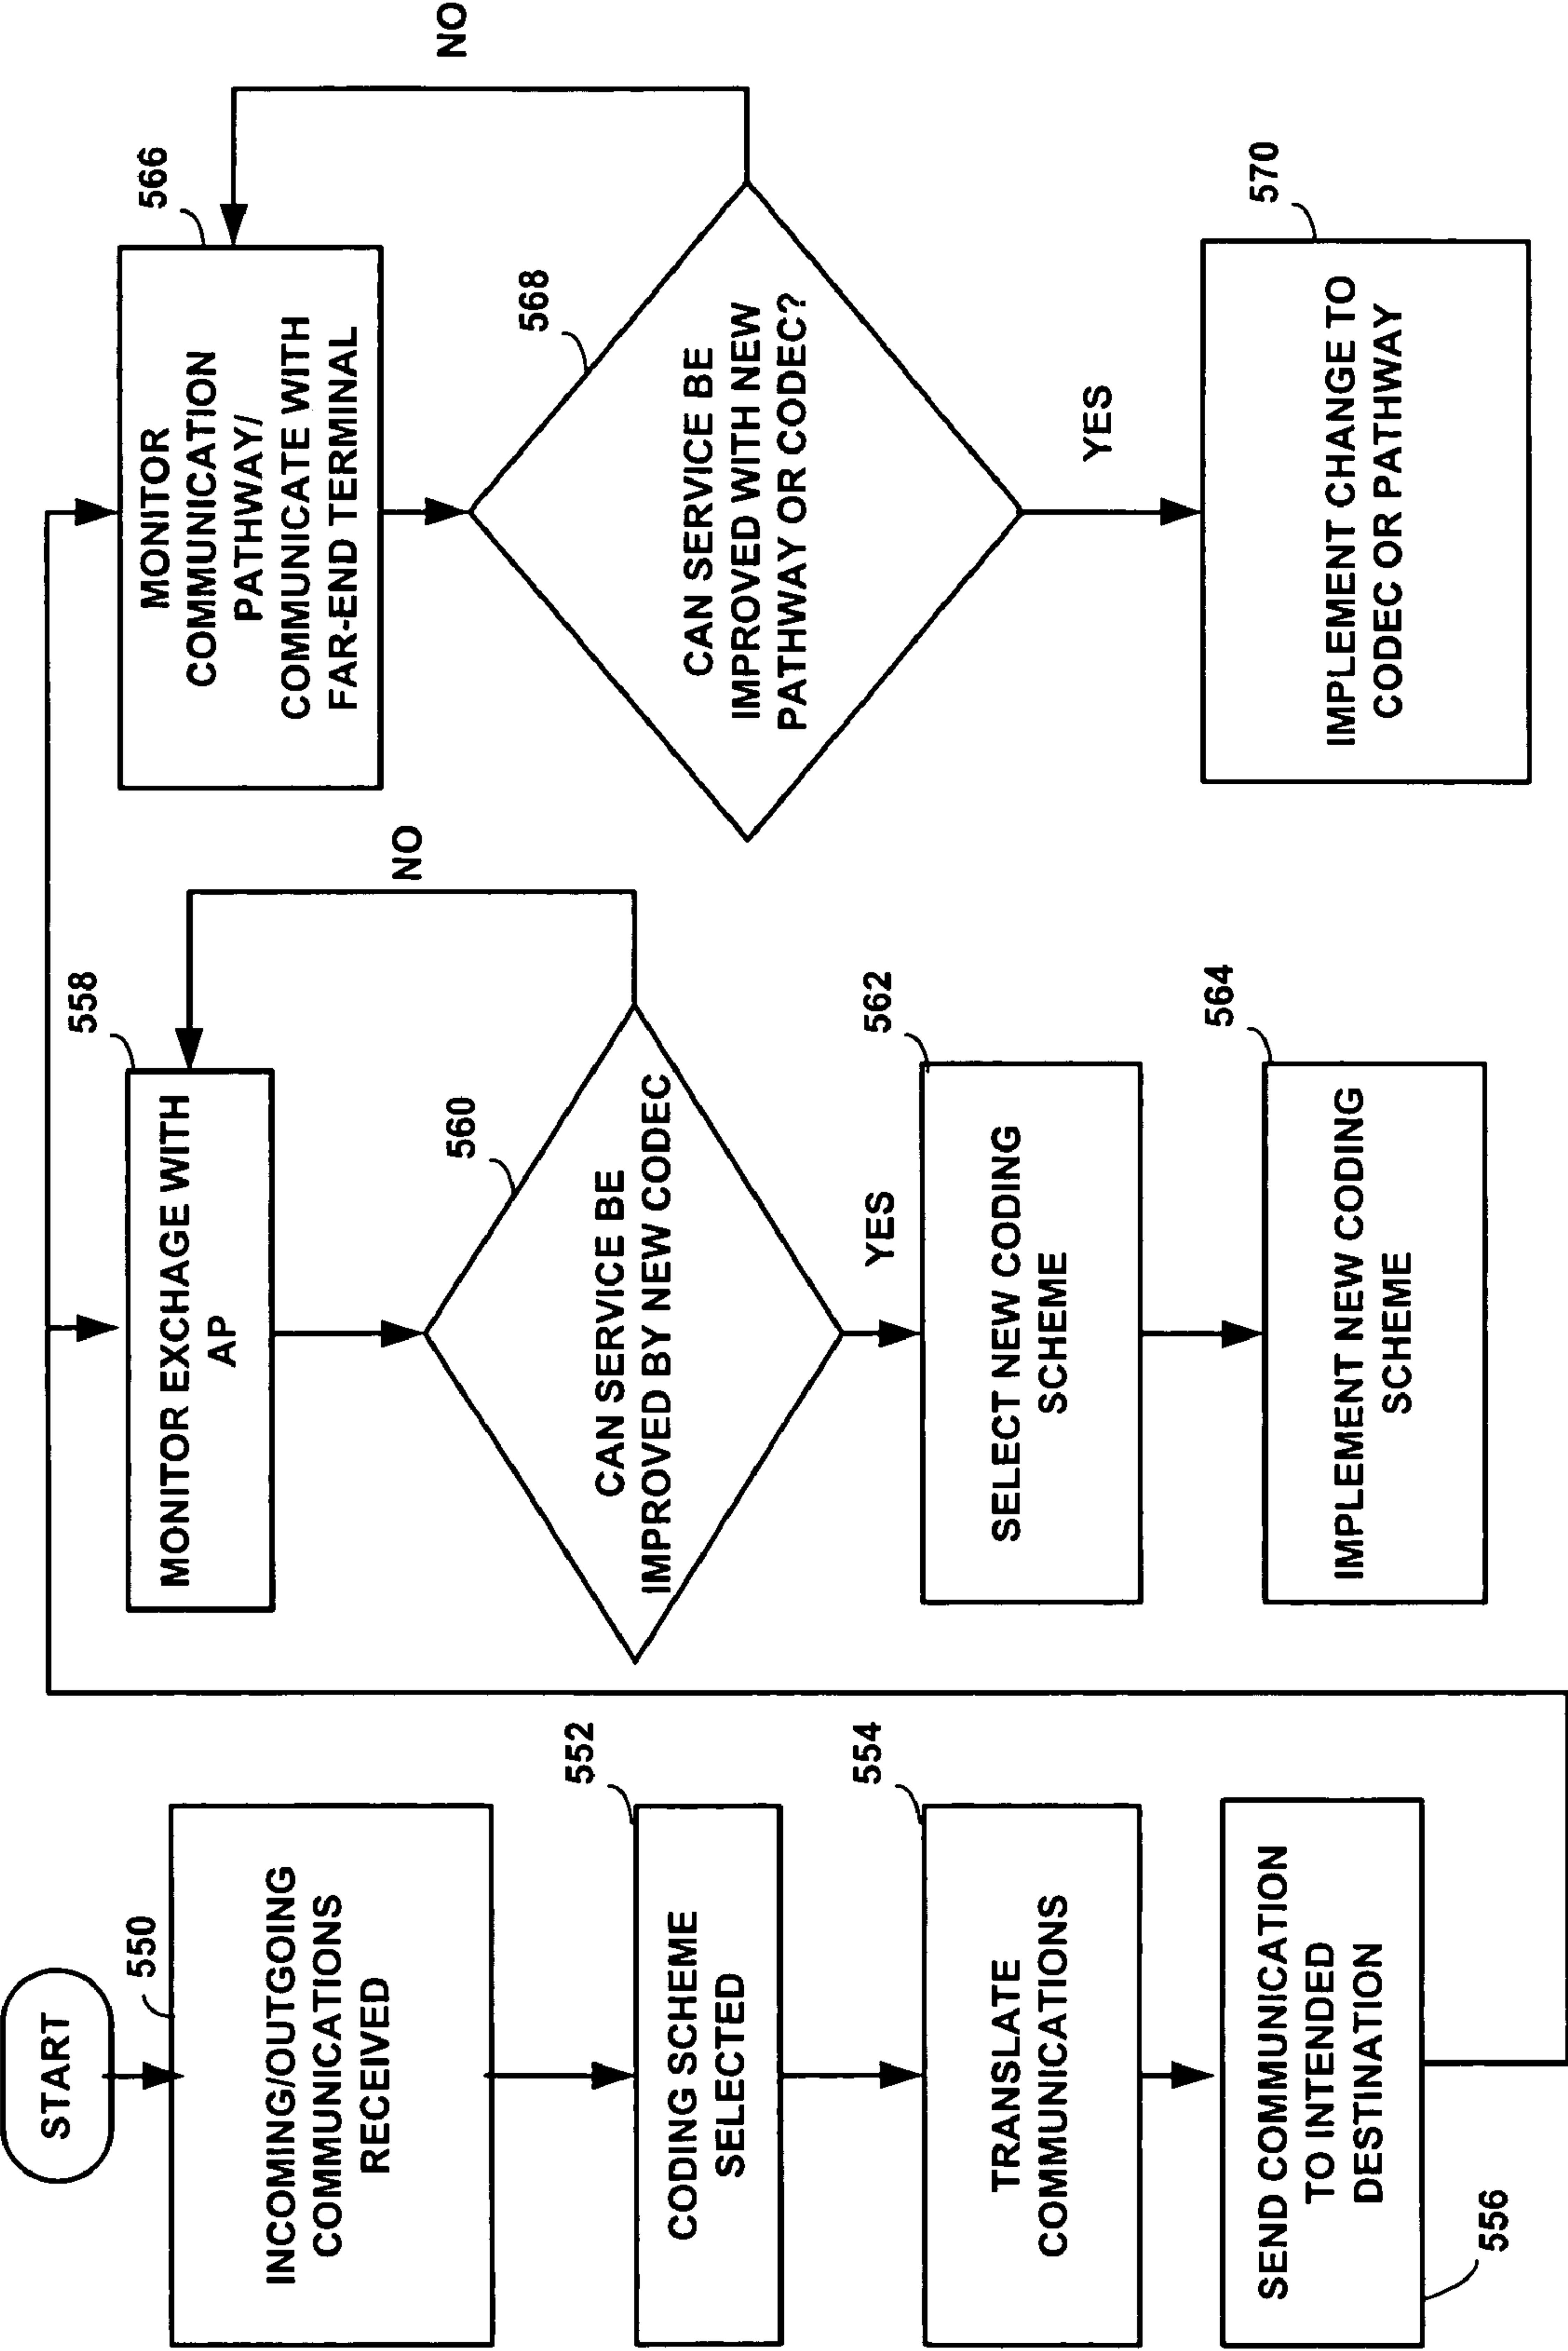 START
550
INCOMING/OUTGOING
COMMUNICATIONS
RECEIVED
552
CODING SCHEME
SELECTED
554
TRANSLATE
COMMUNICATIONS
SEND COMMUNICATION
TO INTENDED
DESTINATION
556
558
MONITOR EXCHAGE WITH
AP
NO
560
CAN SERVICE BE
IMPROVED BY NEW CODEC
YES
562
SELECT NEW CODING
SCHEME
564
IMPLEMENT NEW CODING
SCHEME
566
MONITOR
COMMUNICATION
PATHWAY/
COMMUNICATE WITH
FAR-END TERMINAL
NO
568
CAN SERVICE BE
IMPROVED WITH NEW
PATHWAY OR CODEC?
YES
570
IMPLEMENT CHANGE TO
CODEC OR PATHWAY